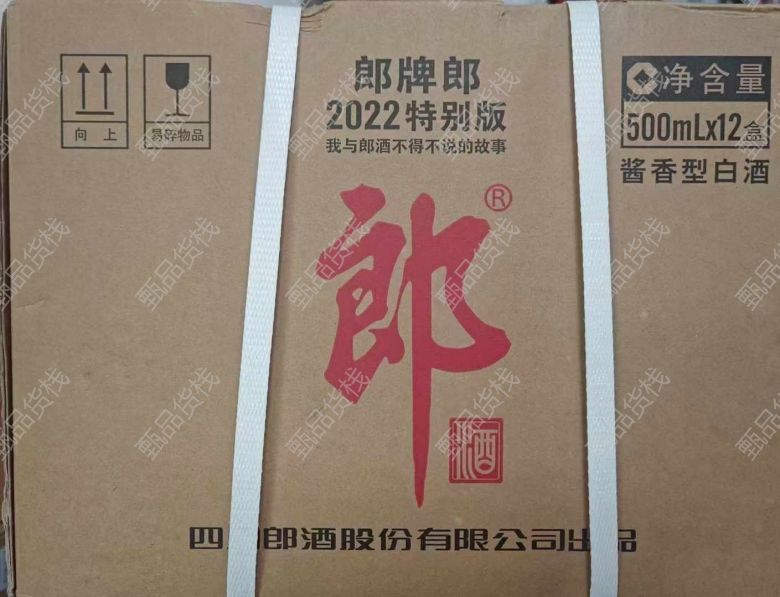 郎牌郎
2022特别版
我与郎酒不得不说的故事
向上
易碎物品
净含量
500mLx12盒
酱香型白酒
郎®
酒
四川郎酒股份有限公司出品
甄品货栈